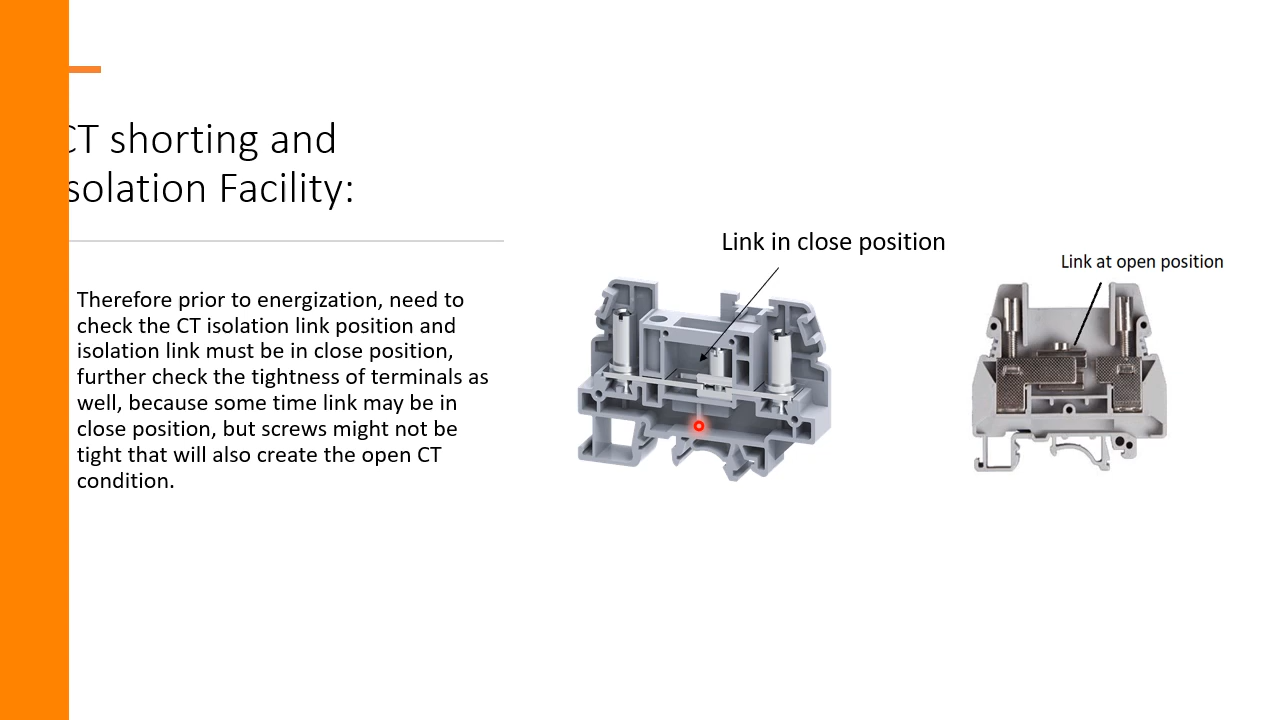 CT shorting and
solation Facility:
Link in close position
Link at open position
Therefore prior to energization, need to
check the CT isolation link position and
isolation link must be in close position,
further check the tightness of terminals as
well, because some time link may be in
close position, but screws might not be
tight that will also create the open CT
condition.